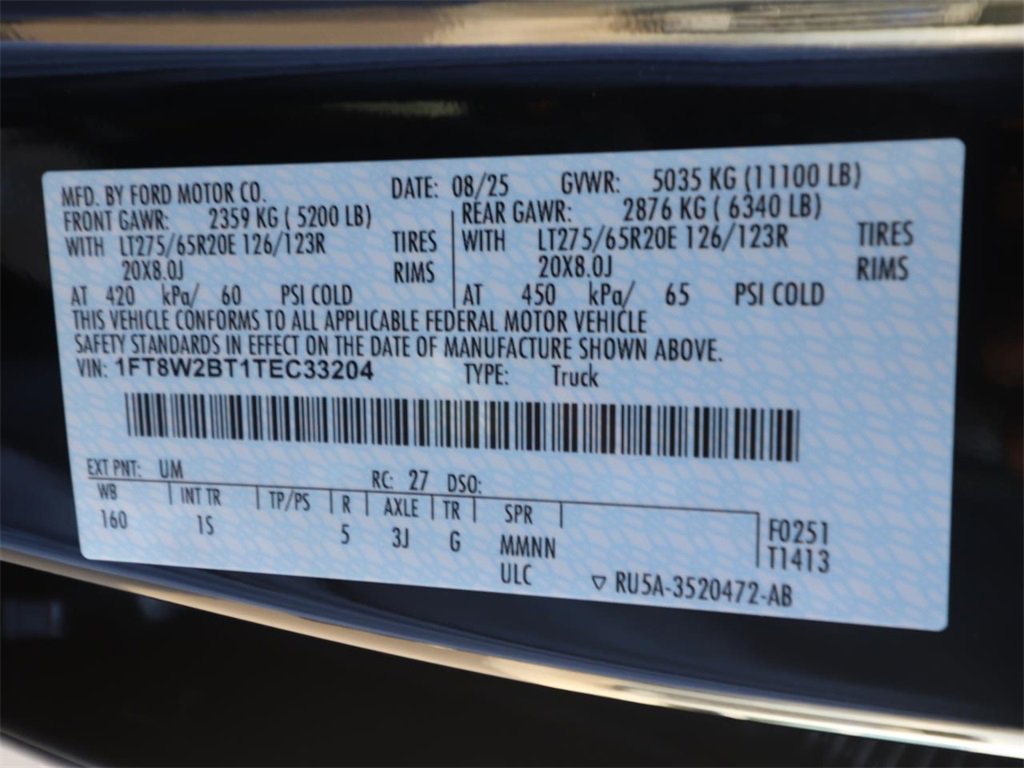 MFD. BY FORD MOTOR CO. DATE: 08/25 GVWR: 5035 KG (11100 LB)
FRONT GAWR: 2359 KG ( 5200 LB) REAR GAWR: 2876 KG ( 6340 LB)
WITH LT275/65R20E 126/123R TIRES WITH LT275/65R20E 126/123R TIRES
20X8.0J RIMS 20X8.0J RIMS
AT 420 kPa/ 60 PSI COLD AT 450 kPa/ 65 PSI COLD
THIS VEHICLE CONFORMS TO ALL APPLICABLE FEDERAL MOTOR VEHICLE
SAFETY STANDARDS IN EFFECT ON THE DATE OF MANUFACTURE SHOWN ABOVE.
VIN: 1FT8W2BT1TEC33204 TYPE: Truck
EXT PNT: UM RC: 27 DSO:
WB INT TR TP/PS R AXLE TR SPR
160 1S 5 3J G MMNN F0251
ULC T1413
▽ RU5A-3520472-AB